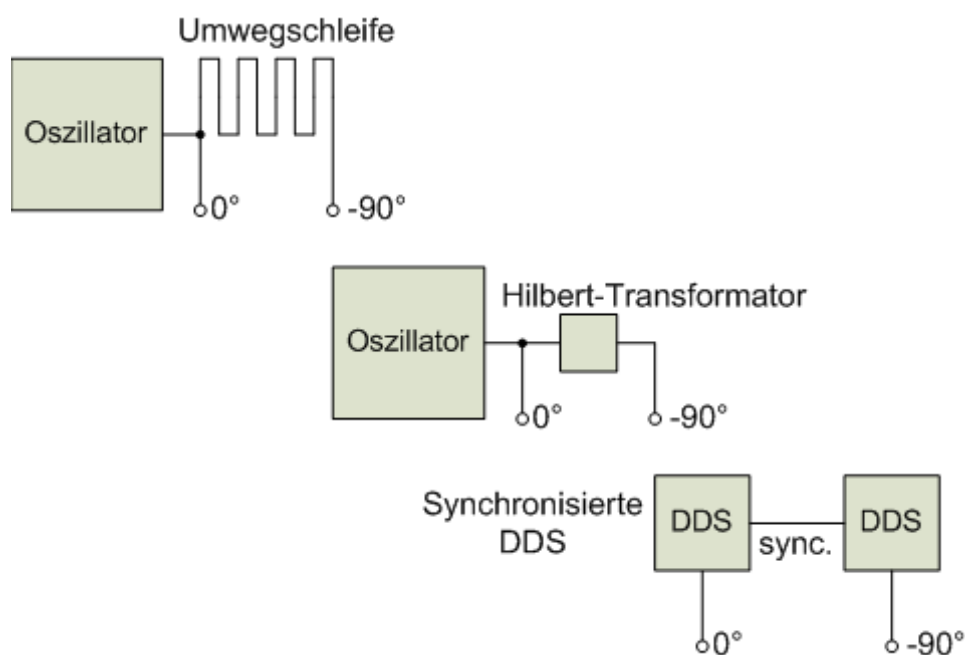 Umwegschleife
Oszillator
0°
-90°
Hilbert-Transformator
Oszillator
0°
-90°
Synchronisierte
DDS
DDS
sync.
DDS
0°
-90°